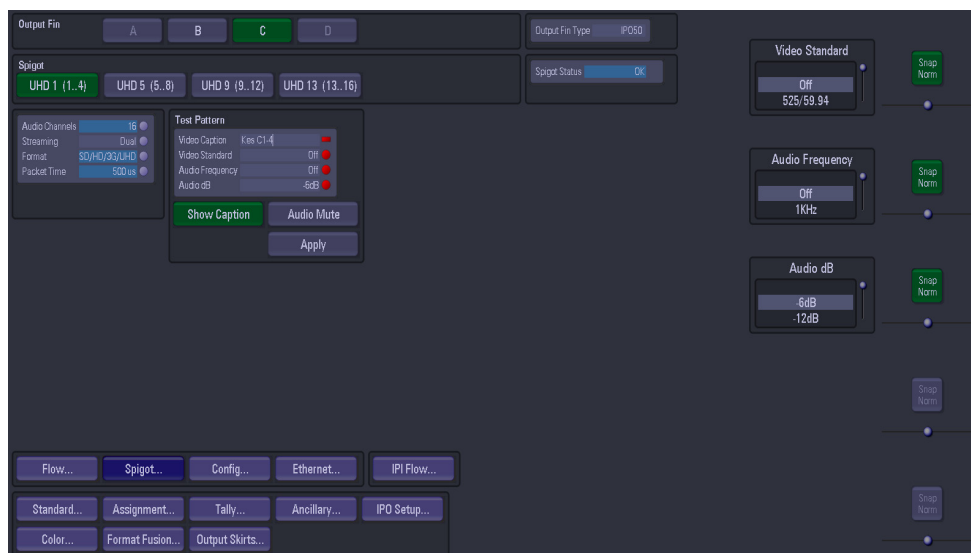 Output Fin
A
B
C
D
Output Fin Type IPO50
Spigot
UHD 1 (1..4)
UHD 5 (5..8)
UHD 9 (9..12)
UHD 13 (13..16)
Spigot Status OK
Audio Channels 16
Streaming Dual
Format SD/HD/3G/UHD
Packet Time 500 us
Test Pattern
Video Caption Kes C1-4
Video Standard Off
Audio Frequency Off
Audio dB -6dB
Show Caption
Audio Mute
Apply
Video Standard
Off
525/59.94
Snap
Norm
Audio Frequency
Off
1KHz
Snap
Norm
Audio dB
-6dB
-12dB
Snap
Norm
Snap
Norm
Snap
Norm
Flow...
Spigot...
Config...
Ethernet...
IPI Flow...
Standard...
Assignment...
Tally...
Ancillary...
IPO Setup...
Color...
Format Fusion...
Output Skirts...